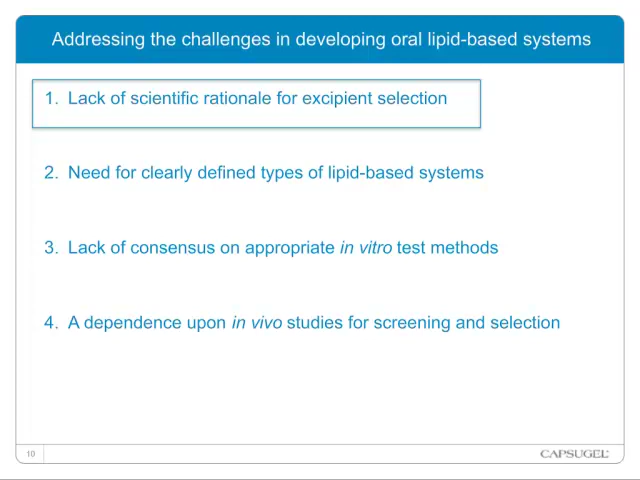 Addressing the challenges in developing oral lipid-based systems
1. Lack of scientific rationale for excipient selection
2. Need for clearly defined types of lipid-based systems
3. Lack of consensus on appropriate in vitro test methods
4. A dependence upon in vivo studies for screening and selection
10
CAPSUGEL